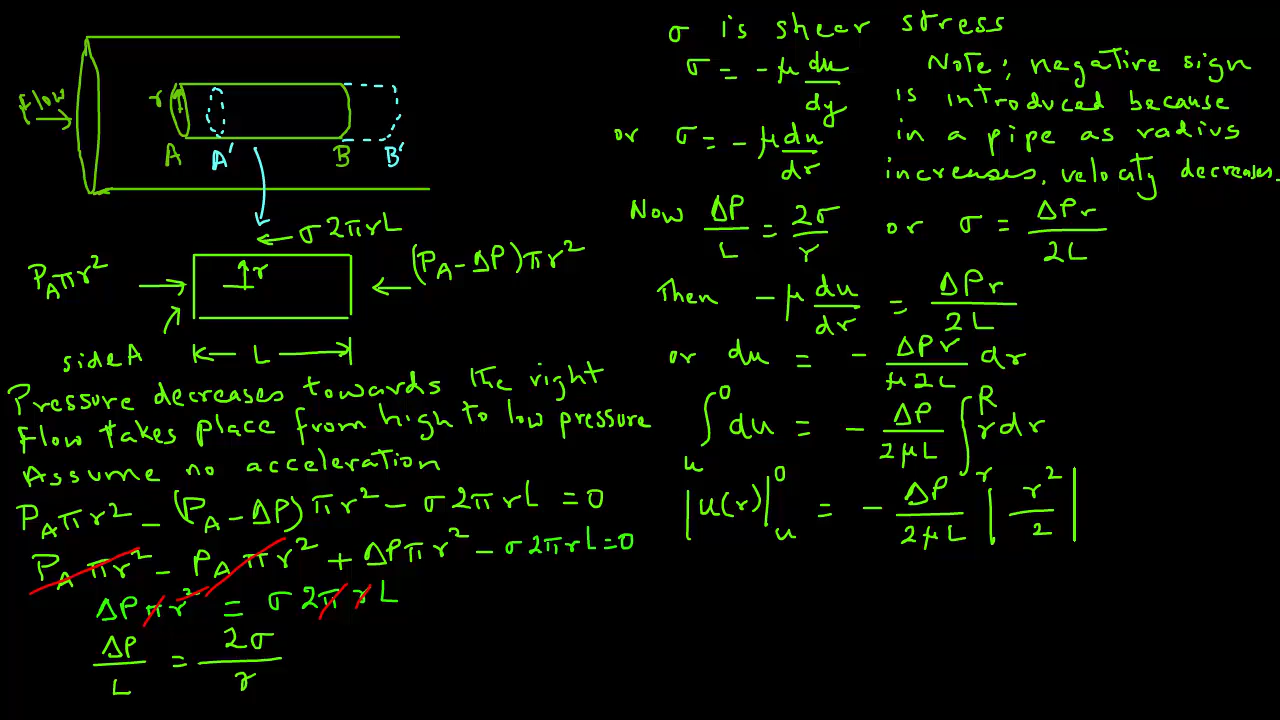 flow
r
A A' B B'
σ2πrL
P_Aπr² r (P_A-ΔP)πr²
side A L
Pressure decreases towards the right
flow takes place from high to low pressure
Assume no acceleration
P_Aπr² - (P_A-ΔP)πr² - σ2πrL = 0
P_Aπr² - P_Aπr² + ΔPπr² - σ2πrL = 0
ΔPπr² = σ2πrL
ΔP/L = 2σ/r
σ is shear stress
σ = -μ du/dy
or σ = -μ du/dr
Note: negative sign
is introduced because
in a pipe as radius
increases, velocity decreases.
Now ΔP/L = 2σ/r or σ = ΔPr/2L
Then -μ du/dr = ΔPr/2L
or du = - ΔPr/μ2L dr
∫_u^0 du = - ΔP/2μL ∫_r^R rdr
|u(r)|_u^0 = - ΔP/2μL |r²/2|